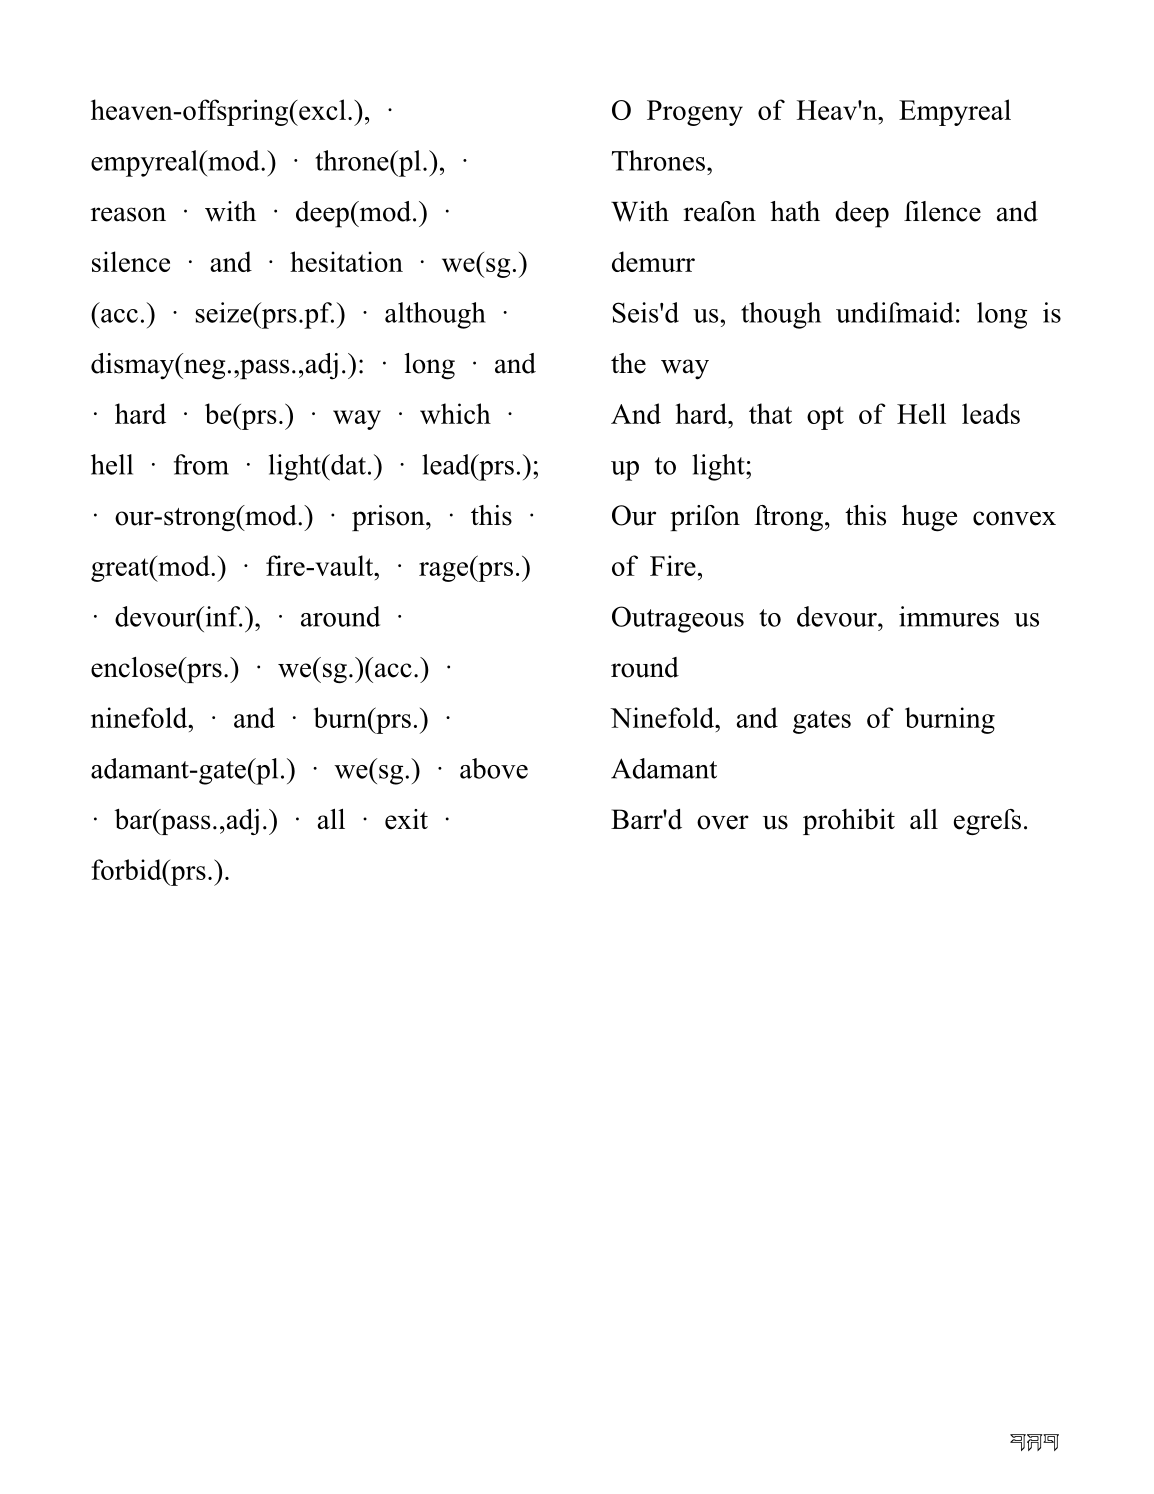 heaven-offspring(excl.), ·
empyreal(mod.) · throne(pl.), ·
reason · with · deep(mod.) ·
silence · and · hesitation · we(sg.)
(acc.) · seize(prs.pf.) · although ·
dismay(neg.,pass.,adj.): · long · and
· hard · be(prs.) · way · which ·
hell · from · light(dat.) · lead(prs.);
· our-strong(mod.) · prison, · this ·
great(mod.) · fire-vault, · rage(prs.)
· devour(inf.), · around ·
enclose(prs.) · we(sg.)(acc.) ·
ninefold, · and · burn(prs.) ·
adamant-gate(pl.) · we(sg.) · above
· bar(pass.,adj.) · all · exit ·
forbid(prs.).
O Progeny of Heav'n, Empyreal
Thrones,
With reaſon hath deep ſilence and
demurr
Seis'd us, though undiſmaid: long is
the way
And hard, that opt of Hell leads
up to light;
Our priſon ſtrong, this huge convex
of Fire,
Outrageous to devour, immures us
round
Ninefold, and gates of burning
Adamant
Barr'd over us prohibit all egreſs.